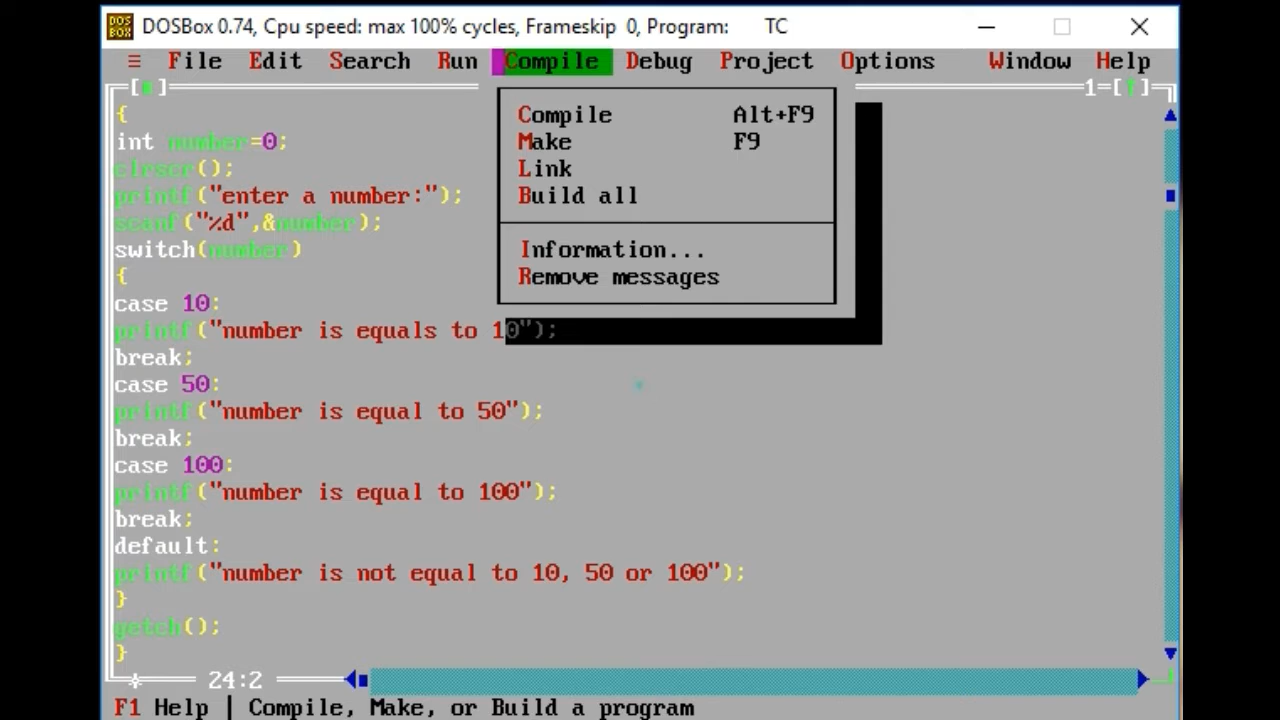 DOSBox 0.74, Cpu speed: max 100% cycles, Frameskip 0, Program: TC
≡ File Edit Search Run Compile Debug Project Options Window Help
1
{
int number=0;
clrscr();
printf("enter a number:");
scanf("%d",&number);
switch(number)
{
case 10:
printf("number is equals to 10");
break;
case 50:
printf("number is equal to 50");
break;
case 100:
printf("number is equal to 100");
break;
default:
printf("number is not equal to 10, 50 or 100");
}
getch();
}
Compile Alt+F9
Make F9
Link
Build all
Information...
Remove messages
24:2
F1 Help | Compile, Make, or Build a program